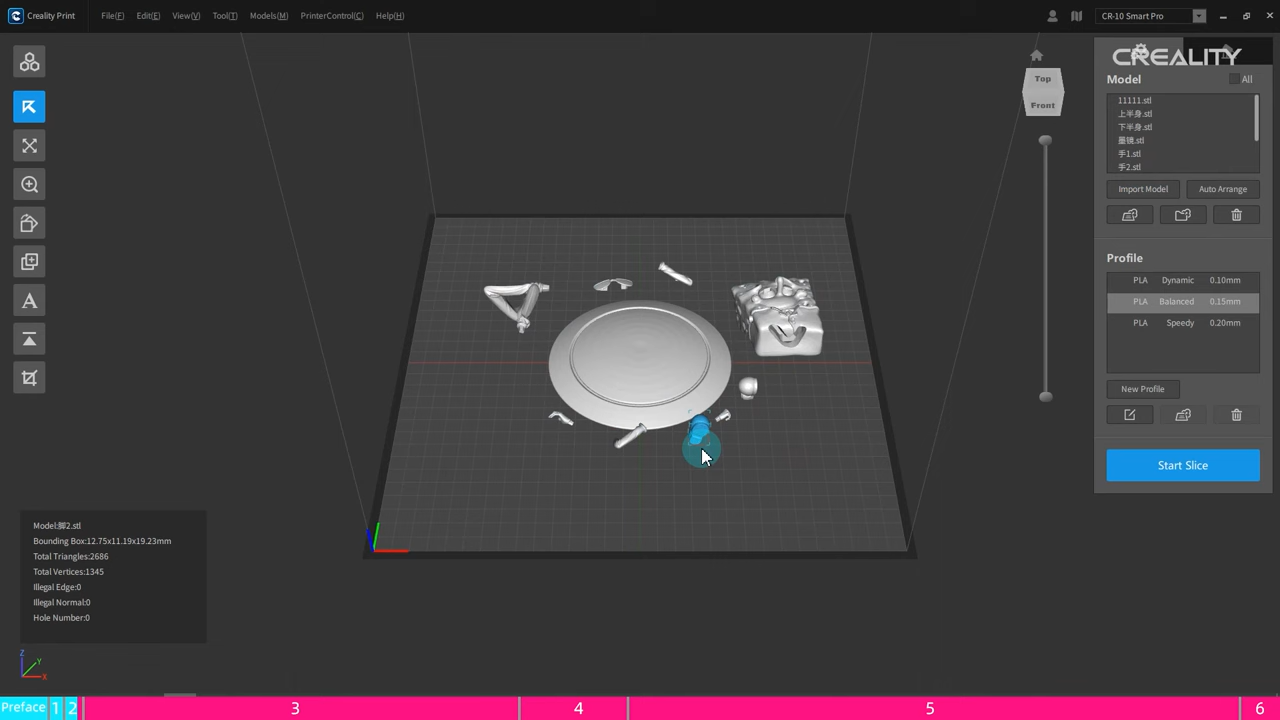 Creality Print
File(F)
Edit(E)
View(V)
Tool(T)
Models(M)
PrinterControl(C)
Help(H)
CR-10 Smart Pro
CREALITY
Top
Front
Model
All
11111.stl
上半身.stl
下半身.stl
墨镜.stl
手1.stl
手2.stl
Import Model
Auto Arrange
Profile
PLA Dynamic 0.10mm
PLA Balanced 0.15mm
PLA Speedy 0.20mm
New Profile
Start Slice
Model:脚2.stl
Bounding Box:12.75x11.19x19.23mm
Total Triangles:2686
Total Vertices:1345
Illegal Edge:0
Illegal Normal:0
Hole Number:0
Z
Y
X
Preface 1 2 3 4 5 6